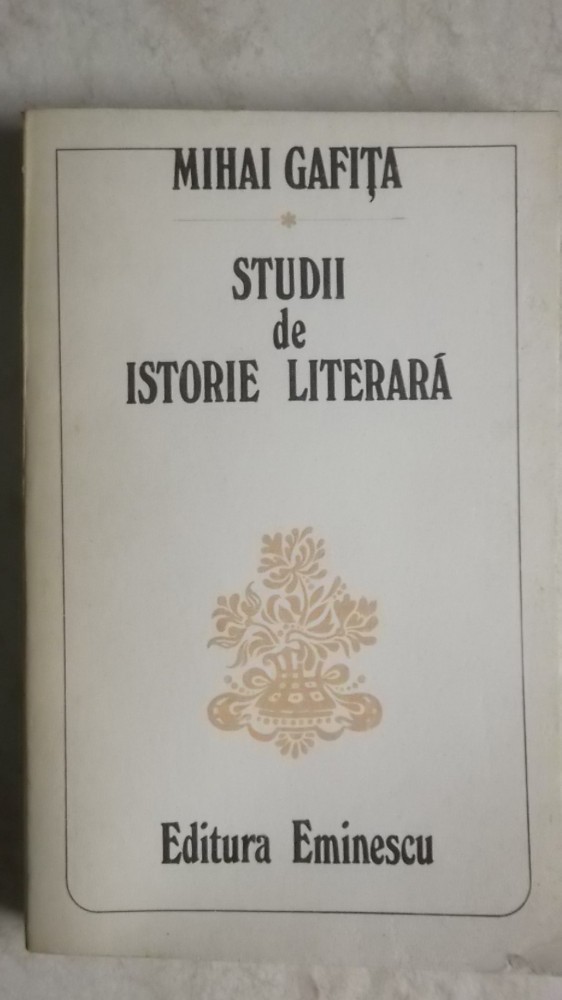 MIHAI GAFIȚA
STUDII
de
ISTORIE LITERARĂ
Editura Eminescu